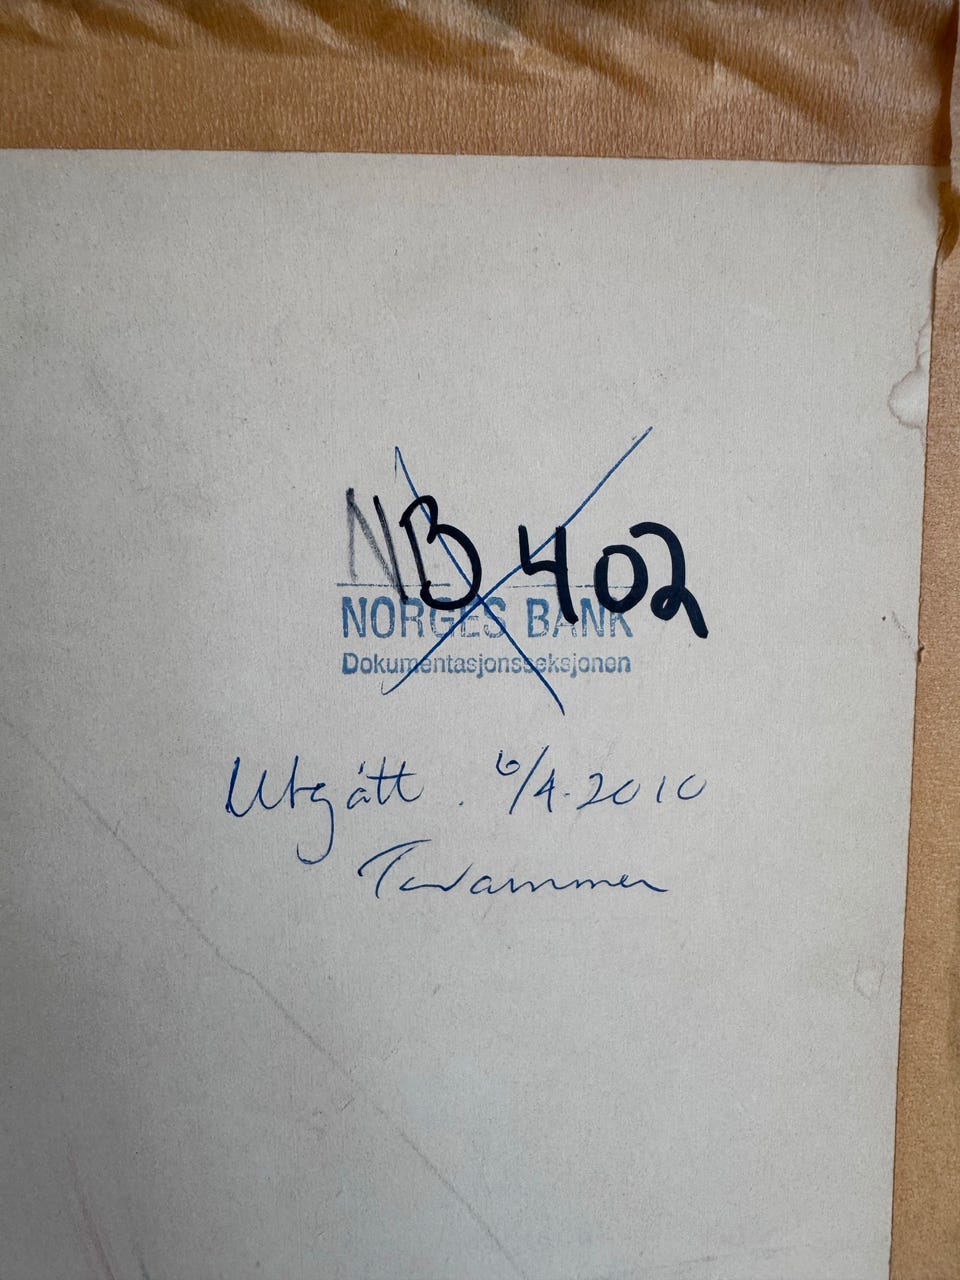 NB 402
NORGES BANK
Dokumentasjonsseksjonen
Utgått. 6/4-2010